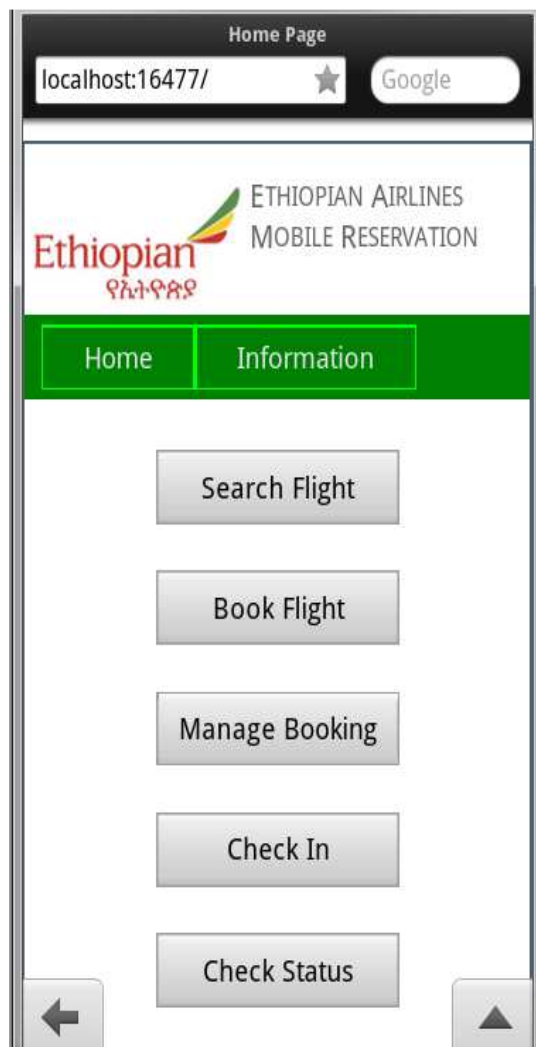 Home Page
localhost:16477/
Google
ETHIOPIAN AIRLINES
MOBILE RESERVATION
Ethiopian
የኢትዮጵያ
Home
Information
Search Flight
Book Flight
Manage Booking
Check In
Check Status